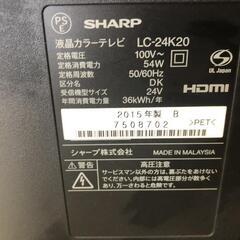 PS
E
SHARP
液晶カラーテレビ LC-24K20
定格電圧 100V~
定格消費電力 54W
定格周波数 50/60Hz
区分名 DK
受信機型サイズ 24V
年間消費電力量 36kWh/年
UL Japan
HDMI
2015年製 B
7508702
>PET<
シャープ株式会社 MADE IN MALAYSIA
警告
高圧注意
サービスマン以外の方は、裏ぶたをあけないでください。
内部には高電圧部分が数多く
あり、万一、さわると危険です。